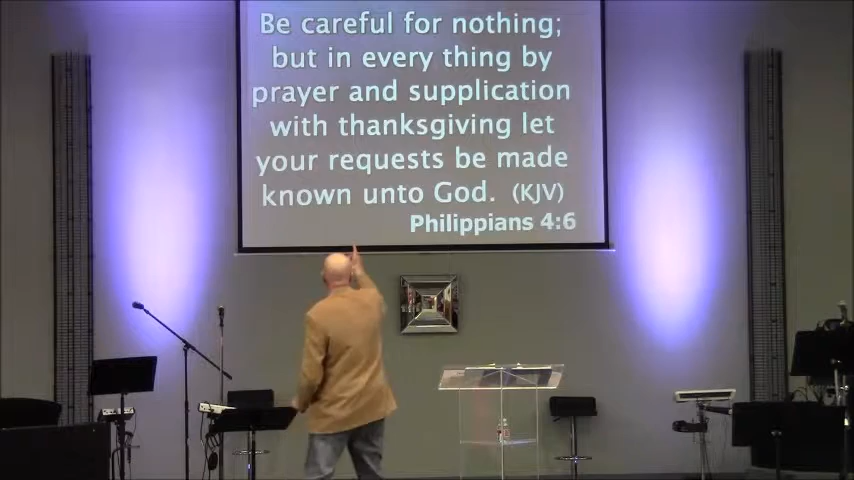 Be careful for nothing;
but in every thing by
prayer and supplication
with thanksgiving let
your requests be made
known unto God. (KJV)
Philippians 4:6